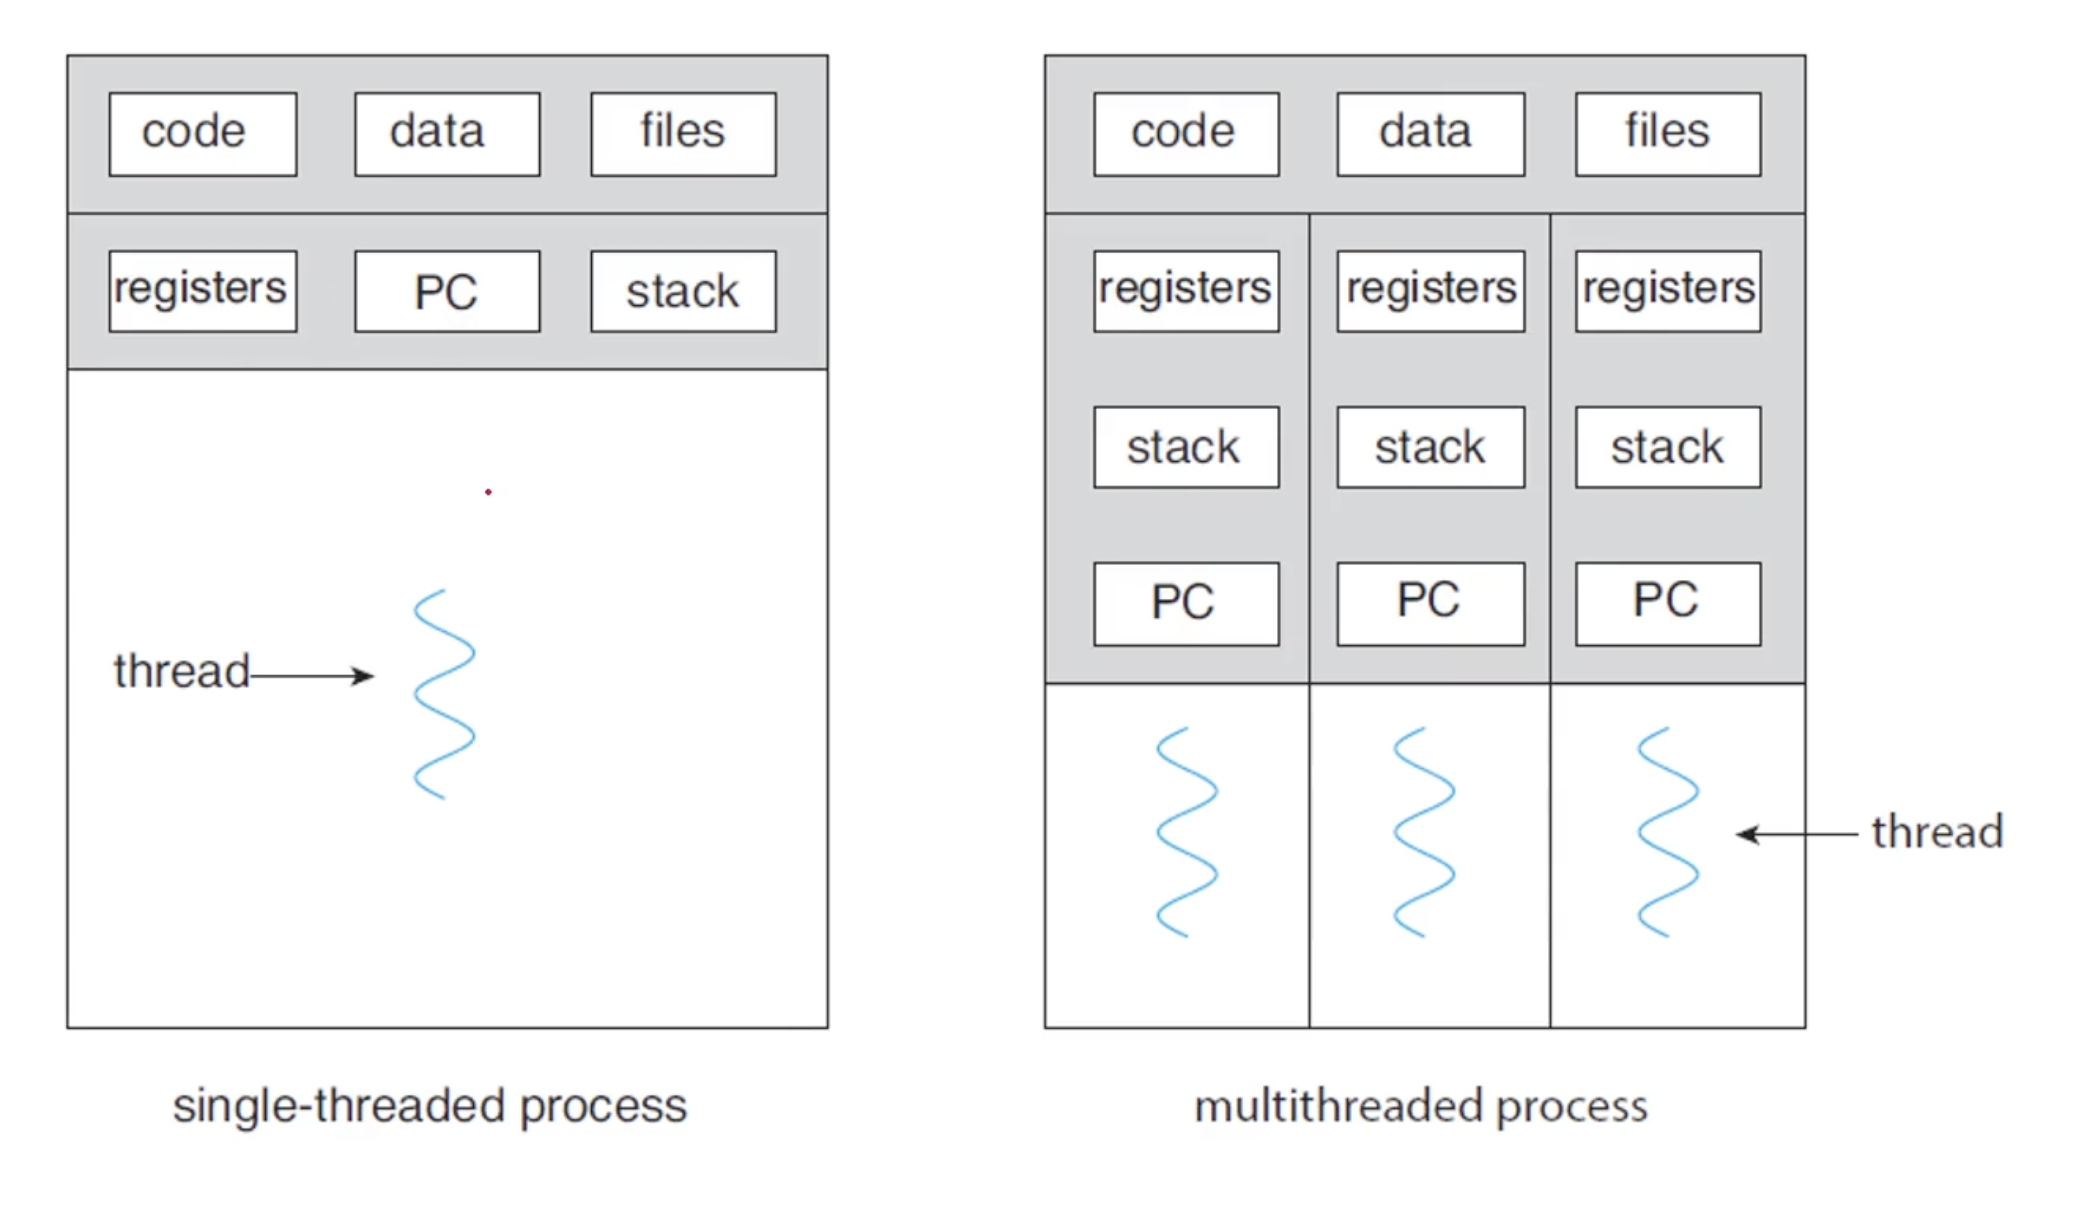 code data files
registers PC stack
thread
single-threaded process
code data files
registers registers registers
stack stack stack
PC PC PC
thread
multithreaded process